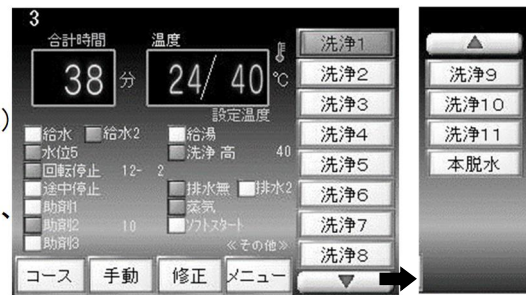 3
合計時間 温度
38 分 24/ 40 ℃
設定温度
給水 給水2 給湯
水位5 洗浄 高 40
回転停止 12- 2
途中停止 排水無 排水2
助剤1 蒸気
助剤2 10 ソフトスタート
助剤3 ≪その他≫
コース 手動 修正 メニュー
洗浄1
洗浄2
洗浄3
洗浄4
洗浄5
洗浄6
洗浄7
洗浄8
▼
▲
洗浄9
洗浄10
洗浄11
本脱水
)
、